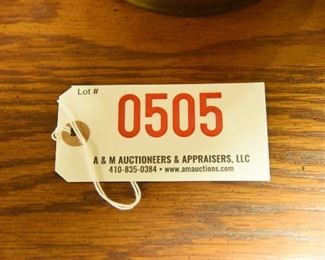 Lot #
0505
A & M AUCTIONEERS & APPRAISERS, LLC
410-835-0384 • www.amauctions.com